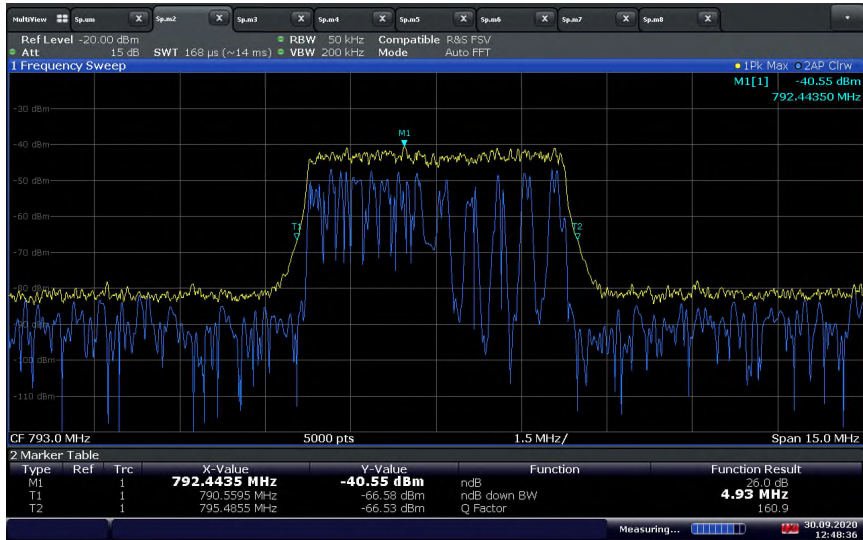 MultiView Sp.um X Sp.m2 X Sp.m3 X Sp.m4 X Sp.m5 X Sp.m6 X Sp.m7 X Sp.m8 X
Ref Level -20.00 dBm RBW 50 kHz Compatible R&S FSV
Att 15 dB SWT 168 µs (~14 ms) VBW 200 kHz Mode Auto FFT
1 Frequency Sweep 1Pk Max 2AP Clrw
M1[1] -40.55 dBm
792.44350 MHz
-30 dBm
M1
-40 dBm
-50 dBm
-60 dBm
T1 T2
-70 dBm
-80 dBm
-90 dBm
-100 dBm
-110 dBm
CF 793.0 MHz 5000 pts 1.5 MHz/ Span 15.0 MHz
2 Marker Table
Type Ref Trc X-Value Y-Value Function Function Result
M1 1 792.4435 MHz -40.55 dBm ndB 26.0 dB
T1 1 790.5595 MHz -66.58 dBm ndB down BW 4.93 MHz
T2 1 795.4855 MHz -66.53 dBm Q Factor 160.9
Measuring... 30.09.2020
12:48:36